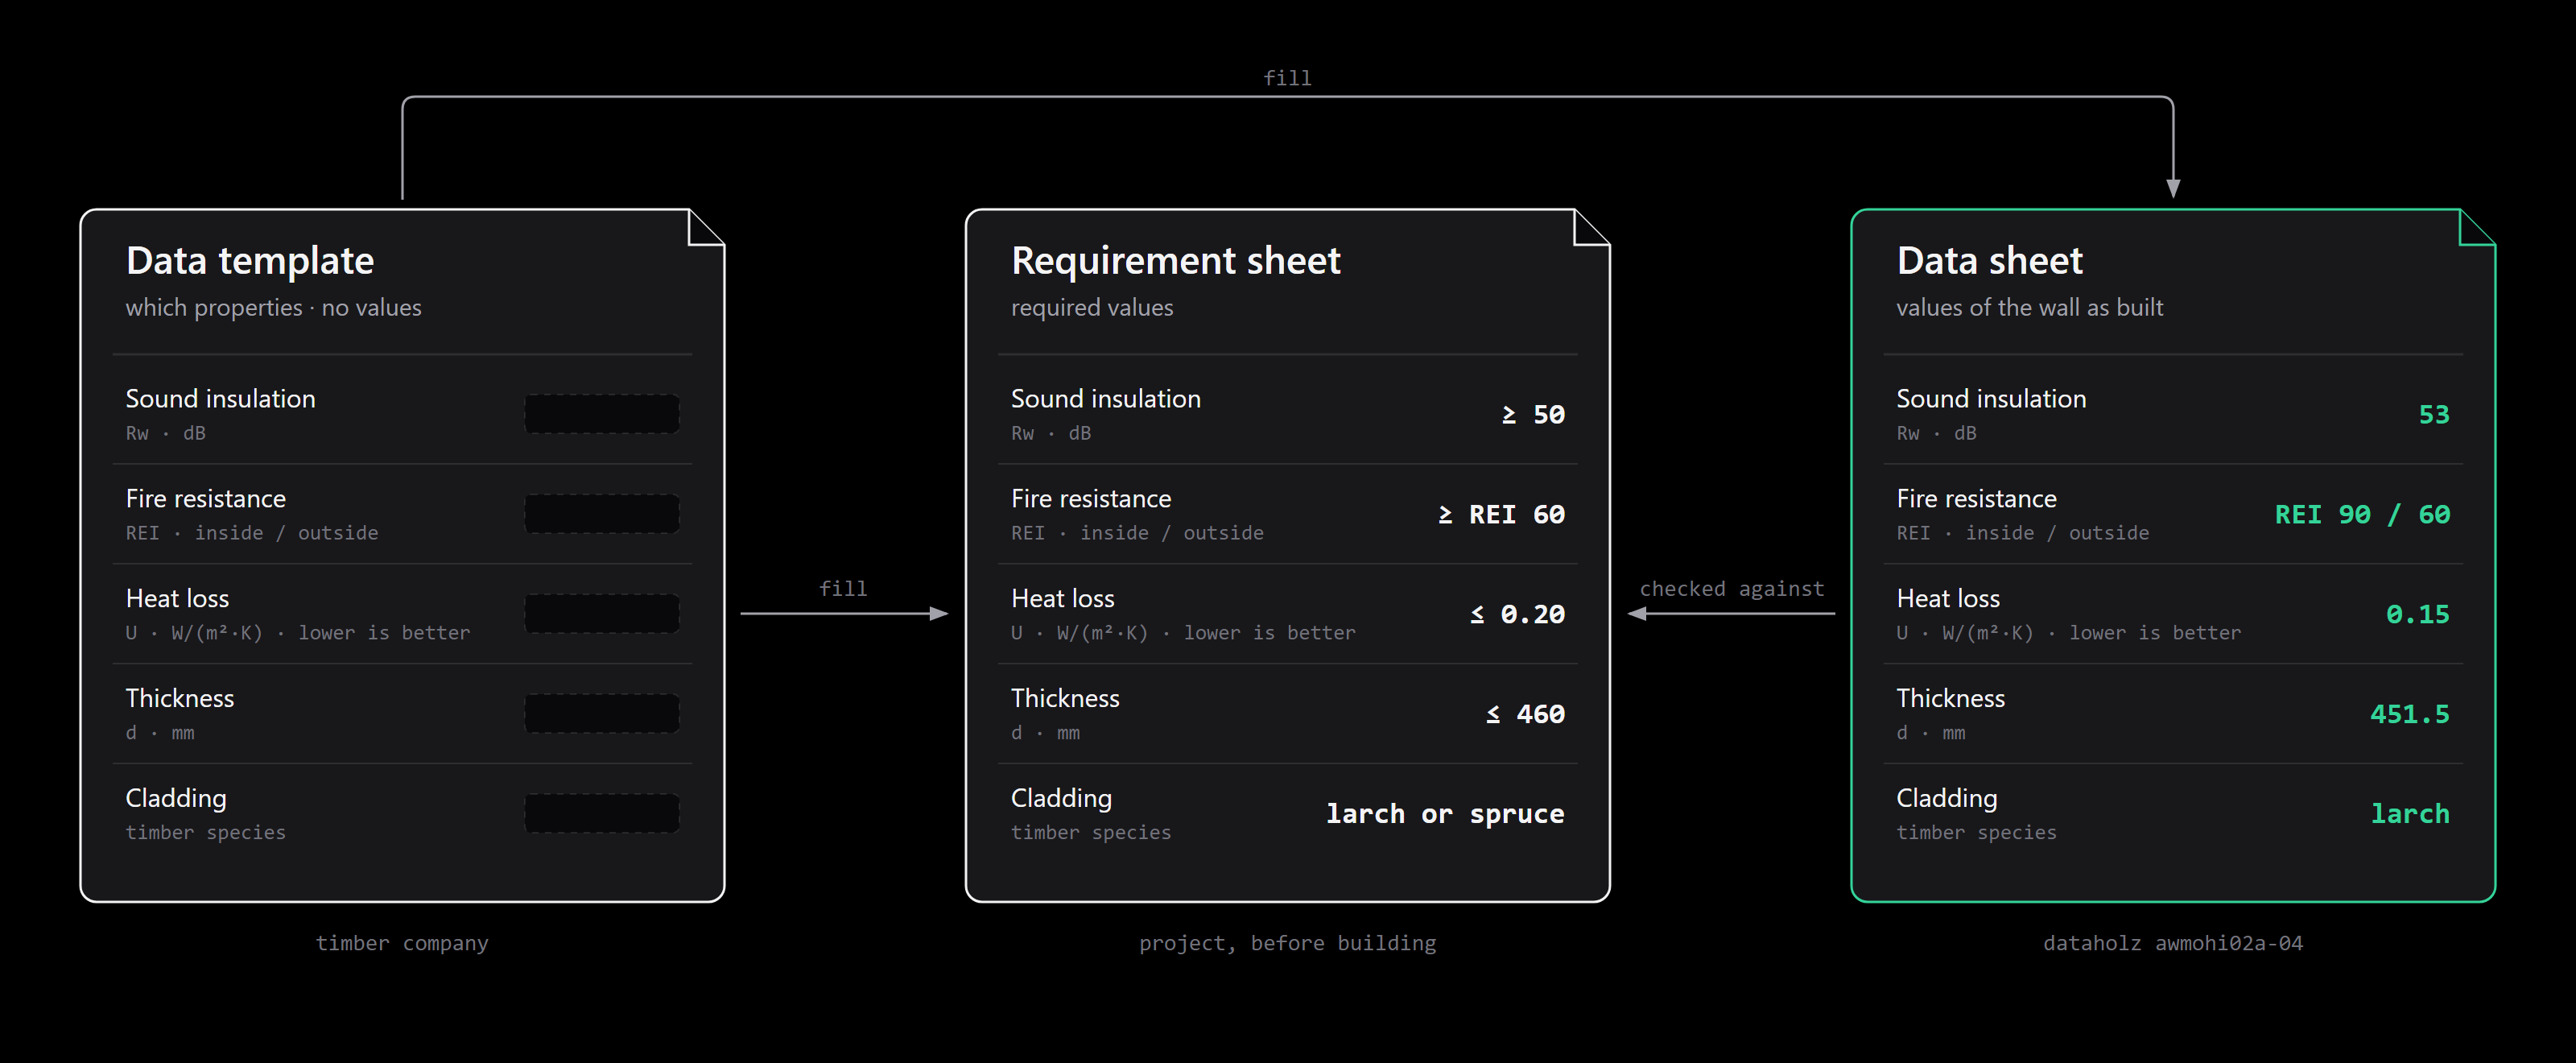 fill
Data template
which properties · no values
Sound insulation
Rw · dB
Fire resistance
REI · inside / outside
Heat loss
U · W/(m²·K) · lower is better
Thickness
d · mm
Cladding
timber species
timber company
fill
Requirement sheet
required values
Sound insulation
Rw · dB
≥ 50
Fire resistance
REI · inside / outside
≥ REI 60
Heat loss
U · W/(m²·K) · lower is better
≤ 0.20
Thickness
d · mm
≤ 460
Cladding
timber species
larch or spruce
project, before building
checked against
Data sheet
values of the wall as built
Sound insulation
Rw · dB
53
Fire resistance
REI · inside / outside
REI 90 / 60
Heat loss
U · W/(m²·K) · lower is better
0.15
Thickness
d · mm
451.5
Cladding
timber species
larch
dataholz awmohi02a-04